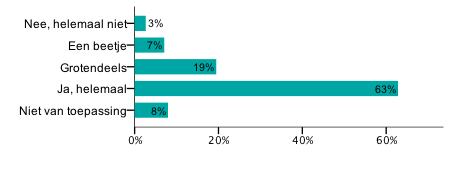 Nee, helemaal niet 3%
Een beetje 7%
Grotendeels 19%
Ja, helemaal 63%
Niet van toepassing 8%
0% 20% 40% 60%